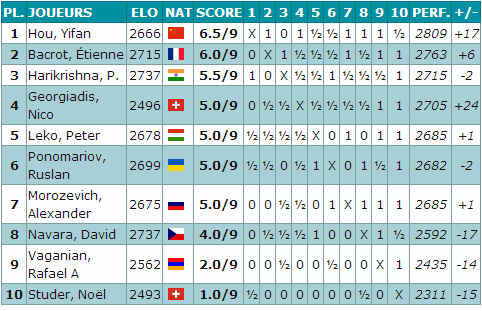 PL. JOUEURS ELO NAT SCORE 1 2 3 4 5 6 7 8 9 10 PERF. +/-
1 Hou, Yifan 2666 6.5/9 X 1 0 1 ½ ½ 1 1 1 ½ 2809 +17
2 Bacrot, Étienne 2715 6.0/9 0 X 1 ½ ½ ½ 1 ½ 1 1 2763 +6
3 Harikrishna, P. 2737 5.5/9 1 0 X ½ ½ 1 ½ ½ ½ 1 2715 -2
4 Georgiadis,
Nico 2496 5.0/9 0 ½ ½ X ½ ½ ½ ½ 1 1 2705 +24
5 Leko, Peter 2678 5.0/9 ½ ½ ½ ½ X 0 1 0 1 1 2685 +1
6 Ponomariov,
Ruslan 2699 5.0/9 ½ ½ 0 ½ 1 X 0 1 ½ 1 2682 -2
7 Morozevich,
Alexander 2675 5.0/9 0 0 ½ ½ 0 1 X 1 1 1 2685 +1
8 Navara, David 2737 4.0/9 0 ½ ½ ½ 1 0 0 X 1 ½ 2592 -17
9 Vaganian,
Rafael A 2562 2.0/9 0 0 ½ 0 0 ½ 0 0 X 1 2435 -14
10 Studer, Noël 2493 1.0/9 ½ 0 0 0 0 0 0 ½ 0 X 2311 -15